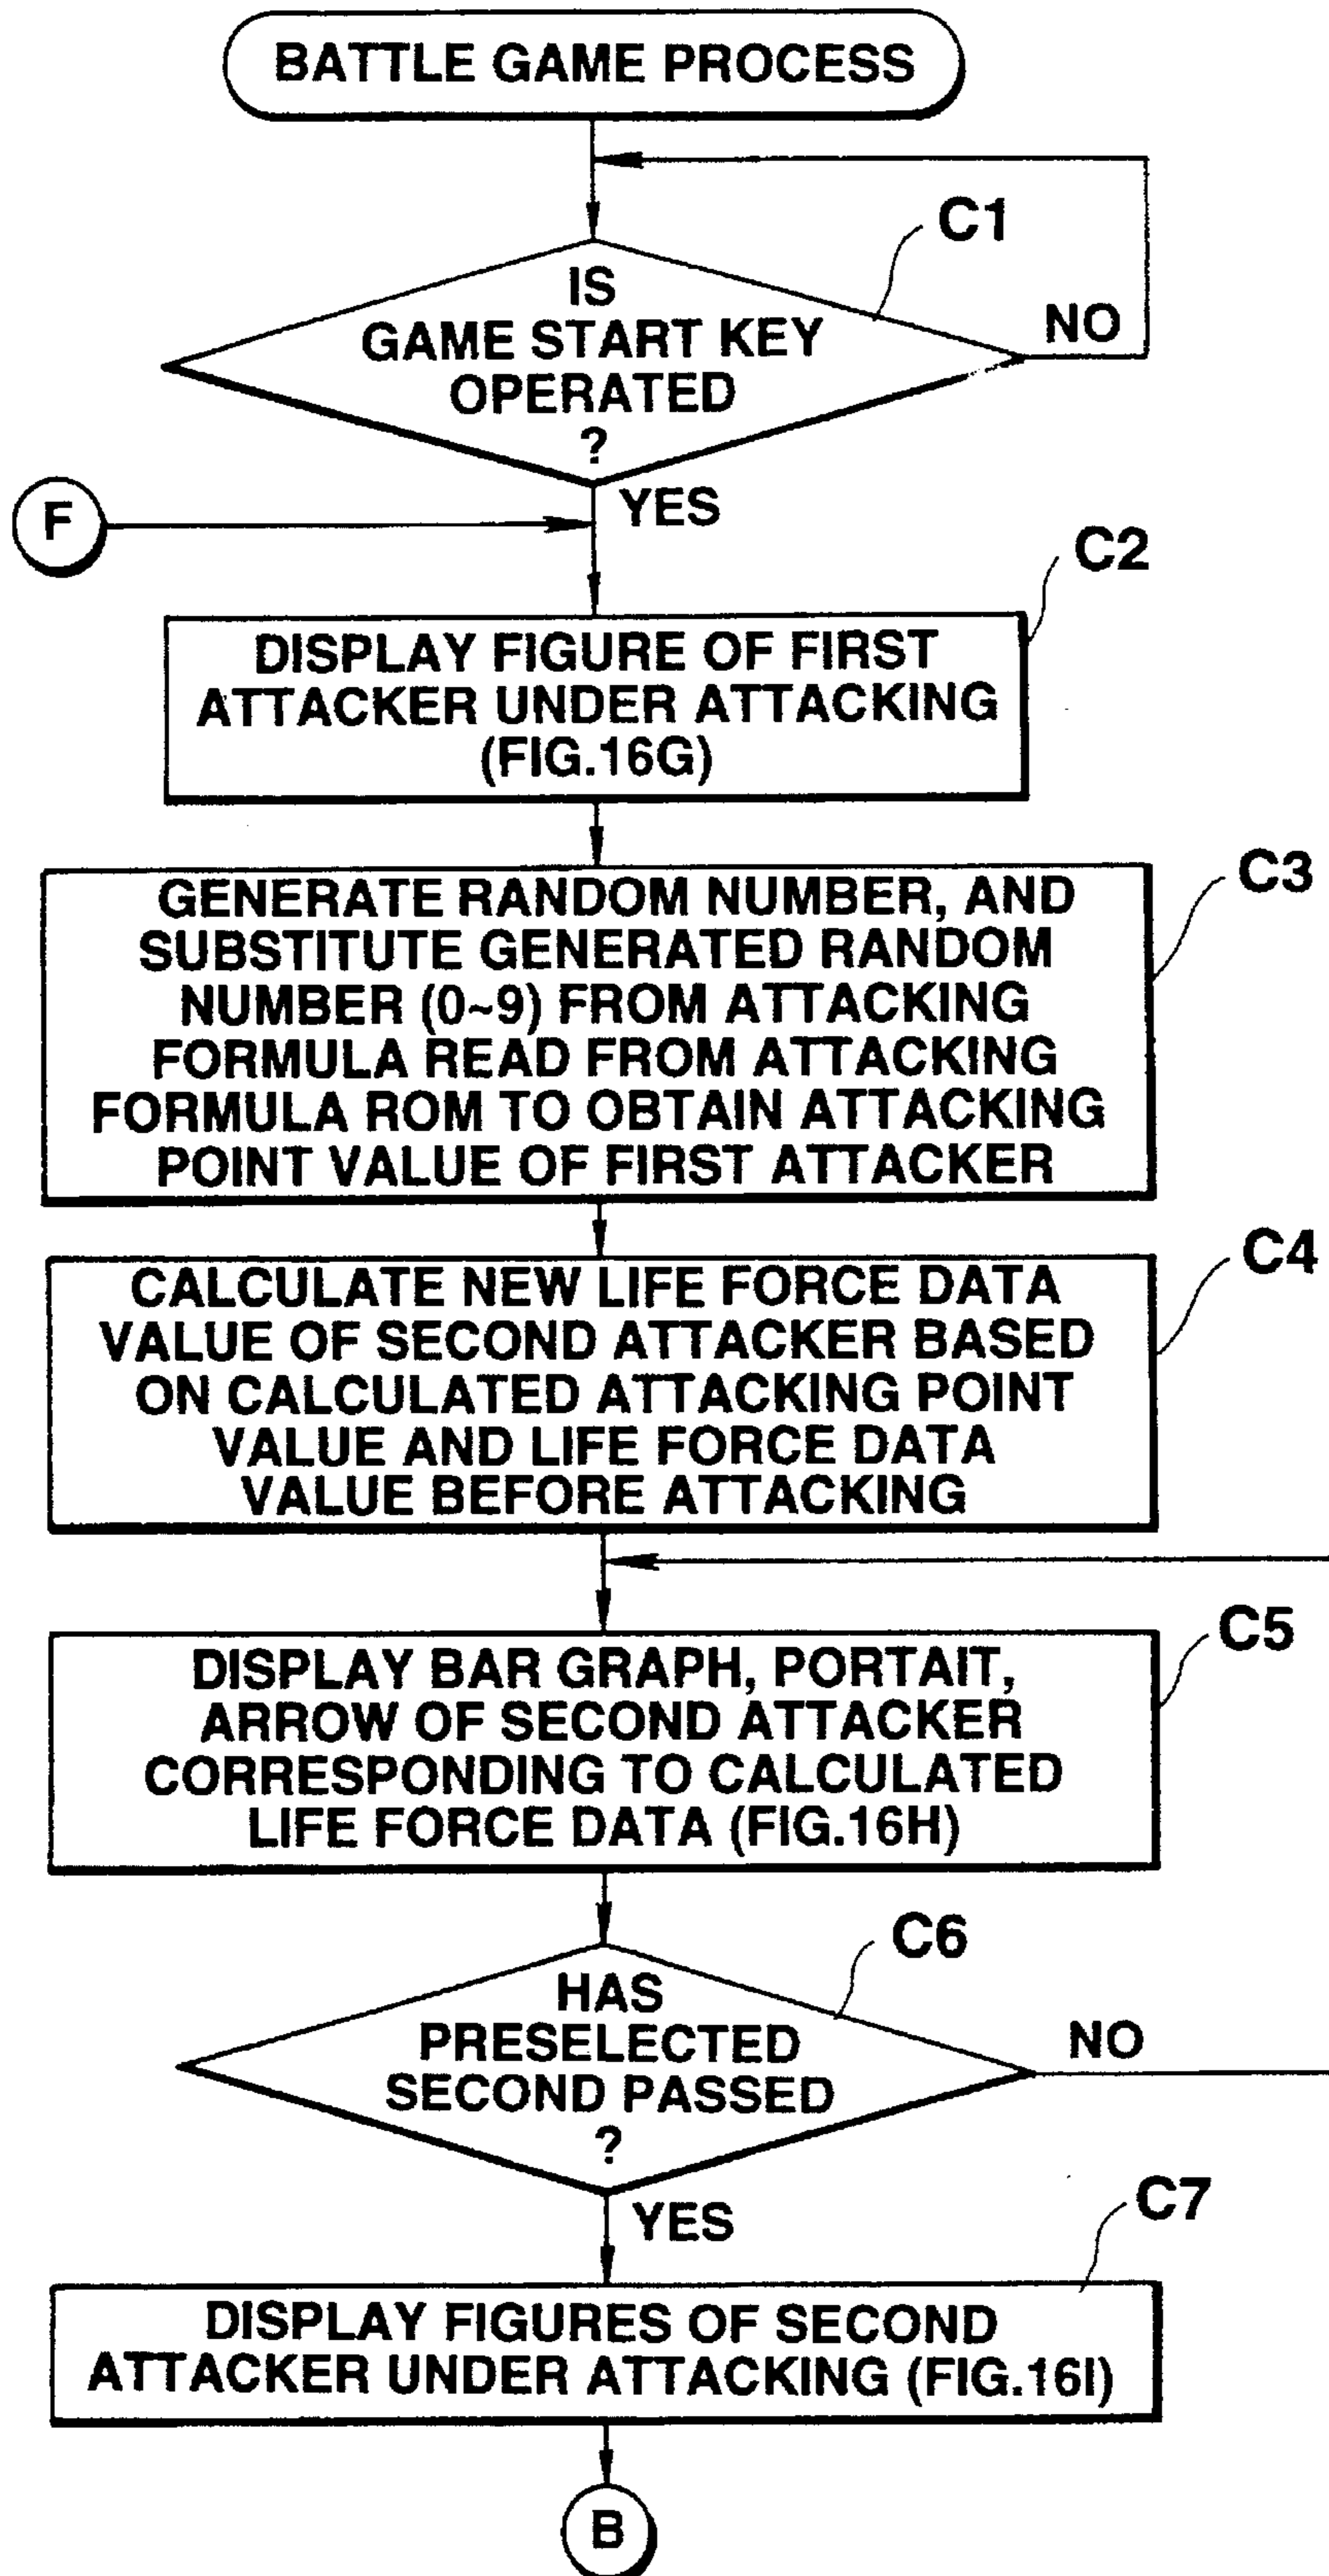 BATTLE GAME PROCESS
C1
IS
GAME START KEY
OPERATED
?
NO
YES
F
C2
DISPLAY FIGURE OF FIRST
ATTACKER UNDER ATTACKING
(FIG.16G)
C3
GENERATE RANDOM NUMBER, AND
SUBSTITUTE GENERATED RANDOM
NUMBER (0~9) FROM ATTACKING
FORMULA READ FROM ATTACKING
FORMULA ROM TO OBTAIN ATTACKING
POINT VALUE OF FIRST ATTACKER
C4
CALCULATE NEW LIFE FORCE DATA
VALUE OF SECOND ATTACKER BASED
ON CALCULATED ATTACKING POINT
VALUE AND LIFE FORCE DATA
VALUE BEFORE ATTACKING
C5
DISPLAY BAR GRAPH, PORTAIT,
ARROW OF SECOND ATTACKER
CORRESPONDING TO CALCULATED
LIFE FORCE DATA (FIG.16H)
C6
HAS
PRESELECTED
SECOND PASSED
?
NO
YES
C7
DISPLAY FIGURES OF SECOND
ATTACKER UNDER ATTACKING (FIG.16I)
B